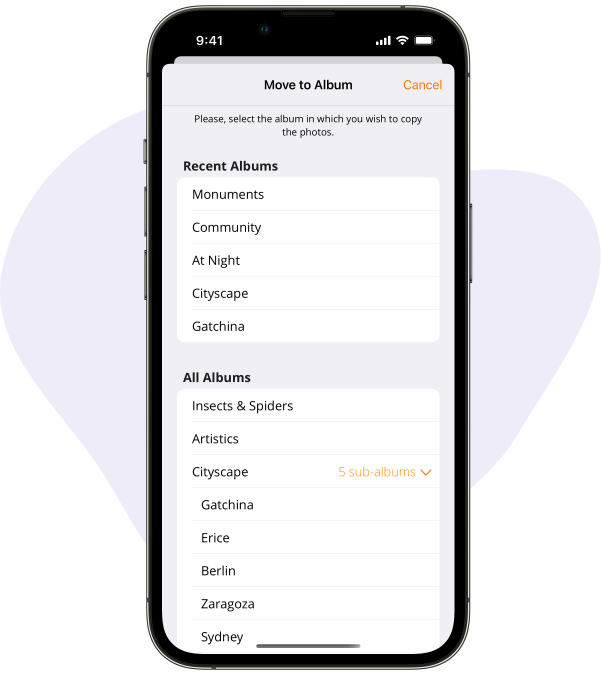 9:41
Move to Album
Cancel
Please, select the album in which you wish to copy
the photos.
Recent Albums
Monuments
Community
At Night
Cityscape
Gatchina
All Albums
Insects & Spiders
Artistics
Cityscape 5 sub-albums
Gatchina
Erice
Berlin
Zaragoza
Sydney